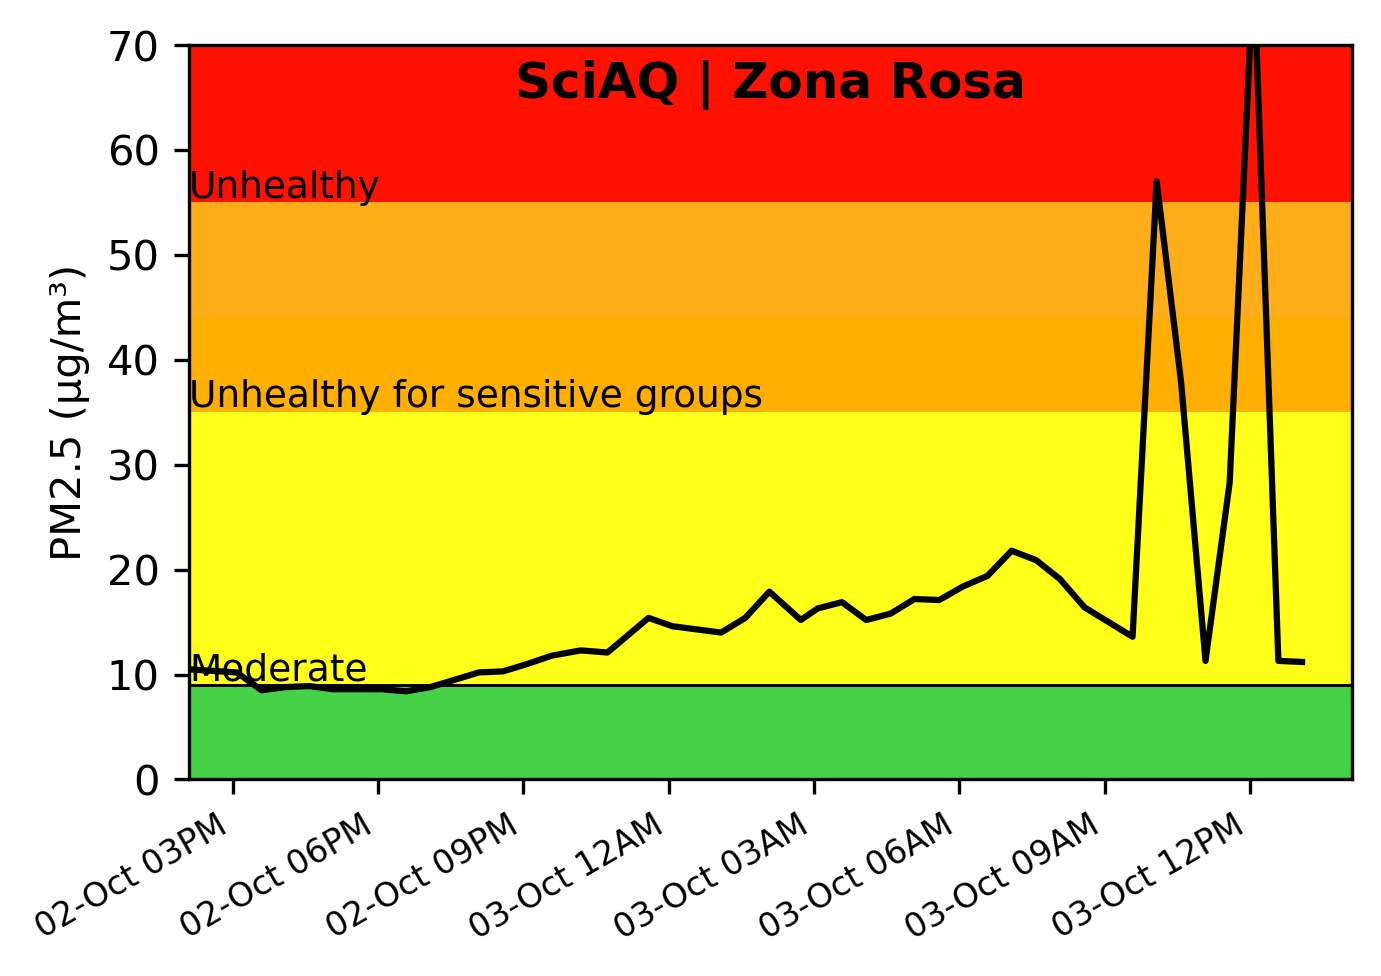 SciAQ | Zona Rosa
PM2.5 (µg/m³)
70
60
Unhealthy
50
40
Unhealthy for sensitive groups
30
20
Moderate
10
0
02-Oct 03PM
02-Oct 06PM
02-Oct 09PM
03-Oct 12AM
03-Oct 03AM
03-Oct 06AM
03-Oct 09AM
03-Oct 12PM